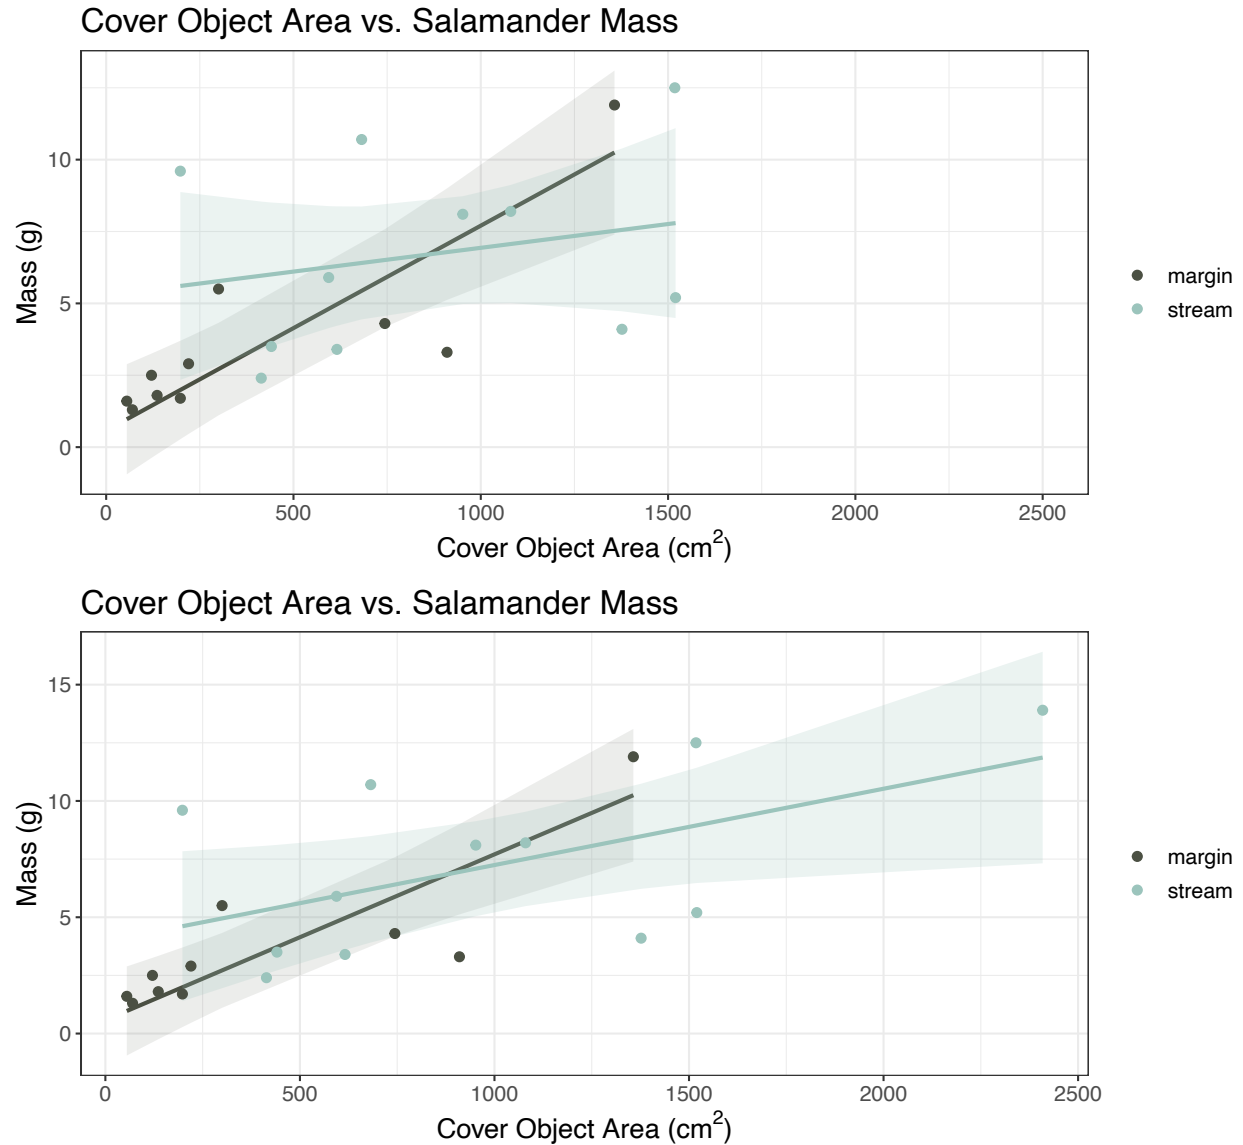 Cover Object Area vs. Salamander Mass
10
5
0
Mass (g)
0 500 1000 1500 2000 2500
Cover Object Area (cm²)
margin
stream
Cover Object Area vs. Salamander Mass
15
10
5
0
Mass (g)
0 500 1000 1500 2000 2500
Cover Object Area (cm²)
margin
stream